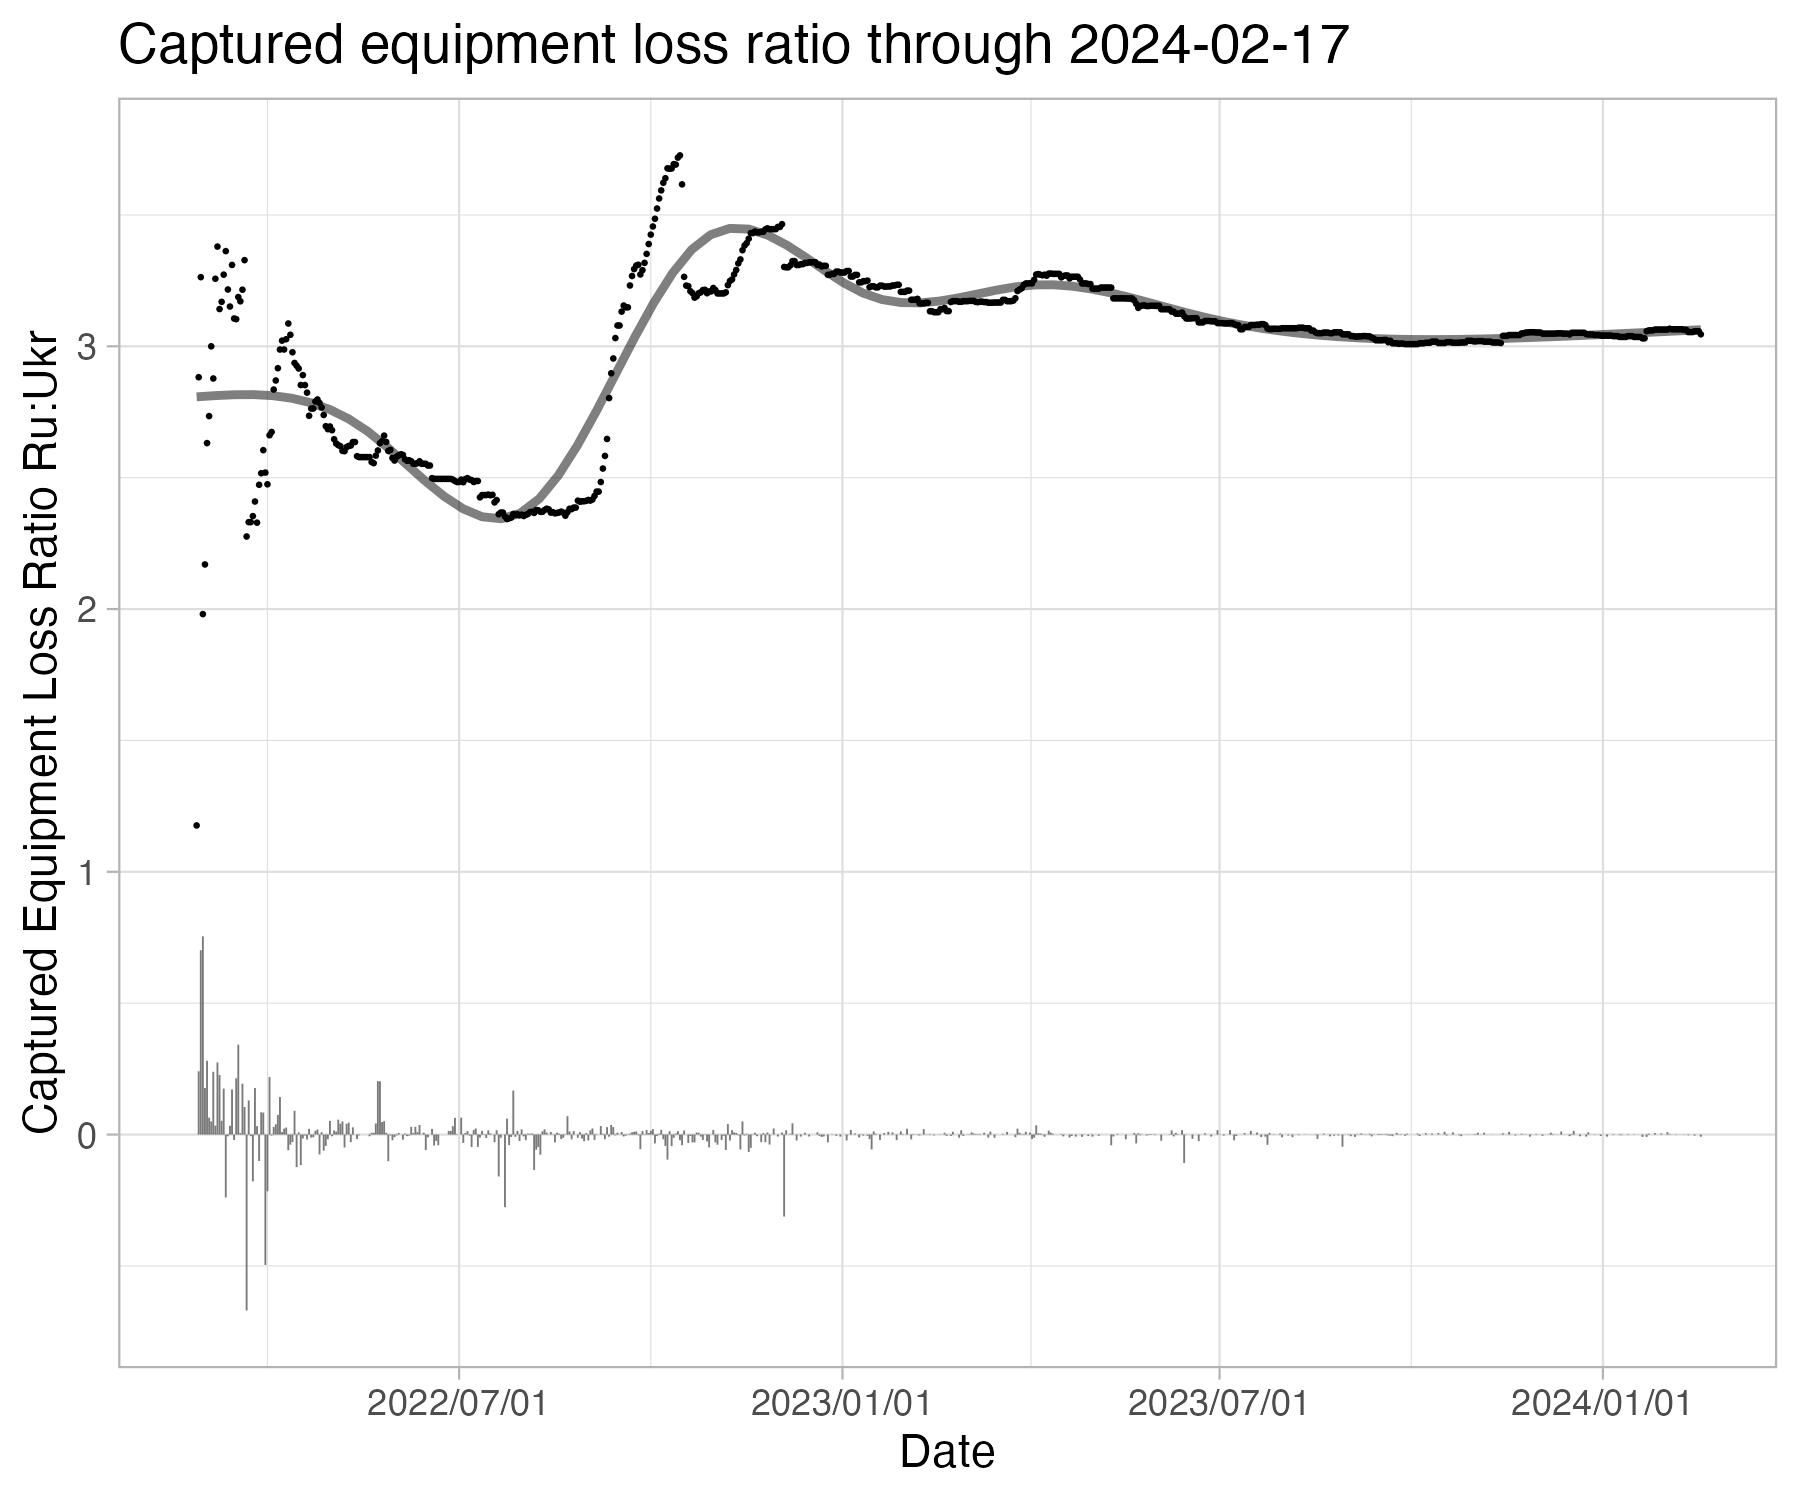 Captured equipment loss ratio through 2024-02-17
Captured Equipment Loss Ratio Ru:Ukr
3
2
1
0
2022/07/01
2023/01/01
2023/07/01
2024/01/01
Date